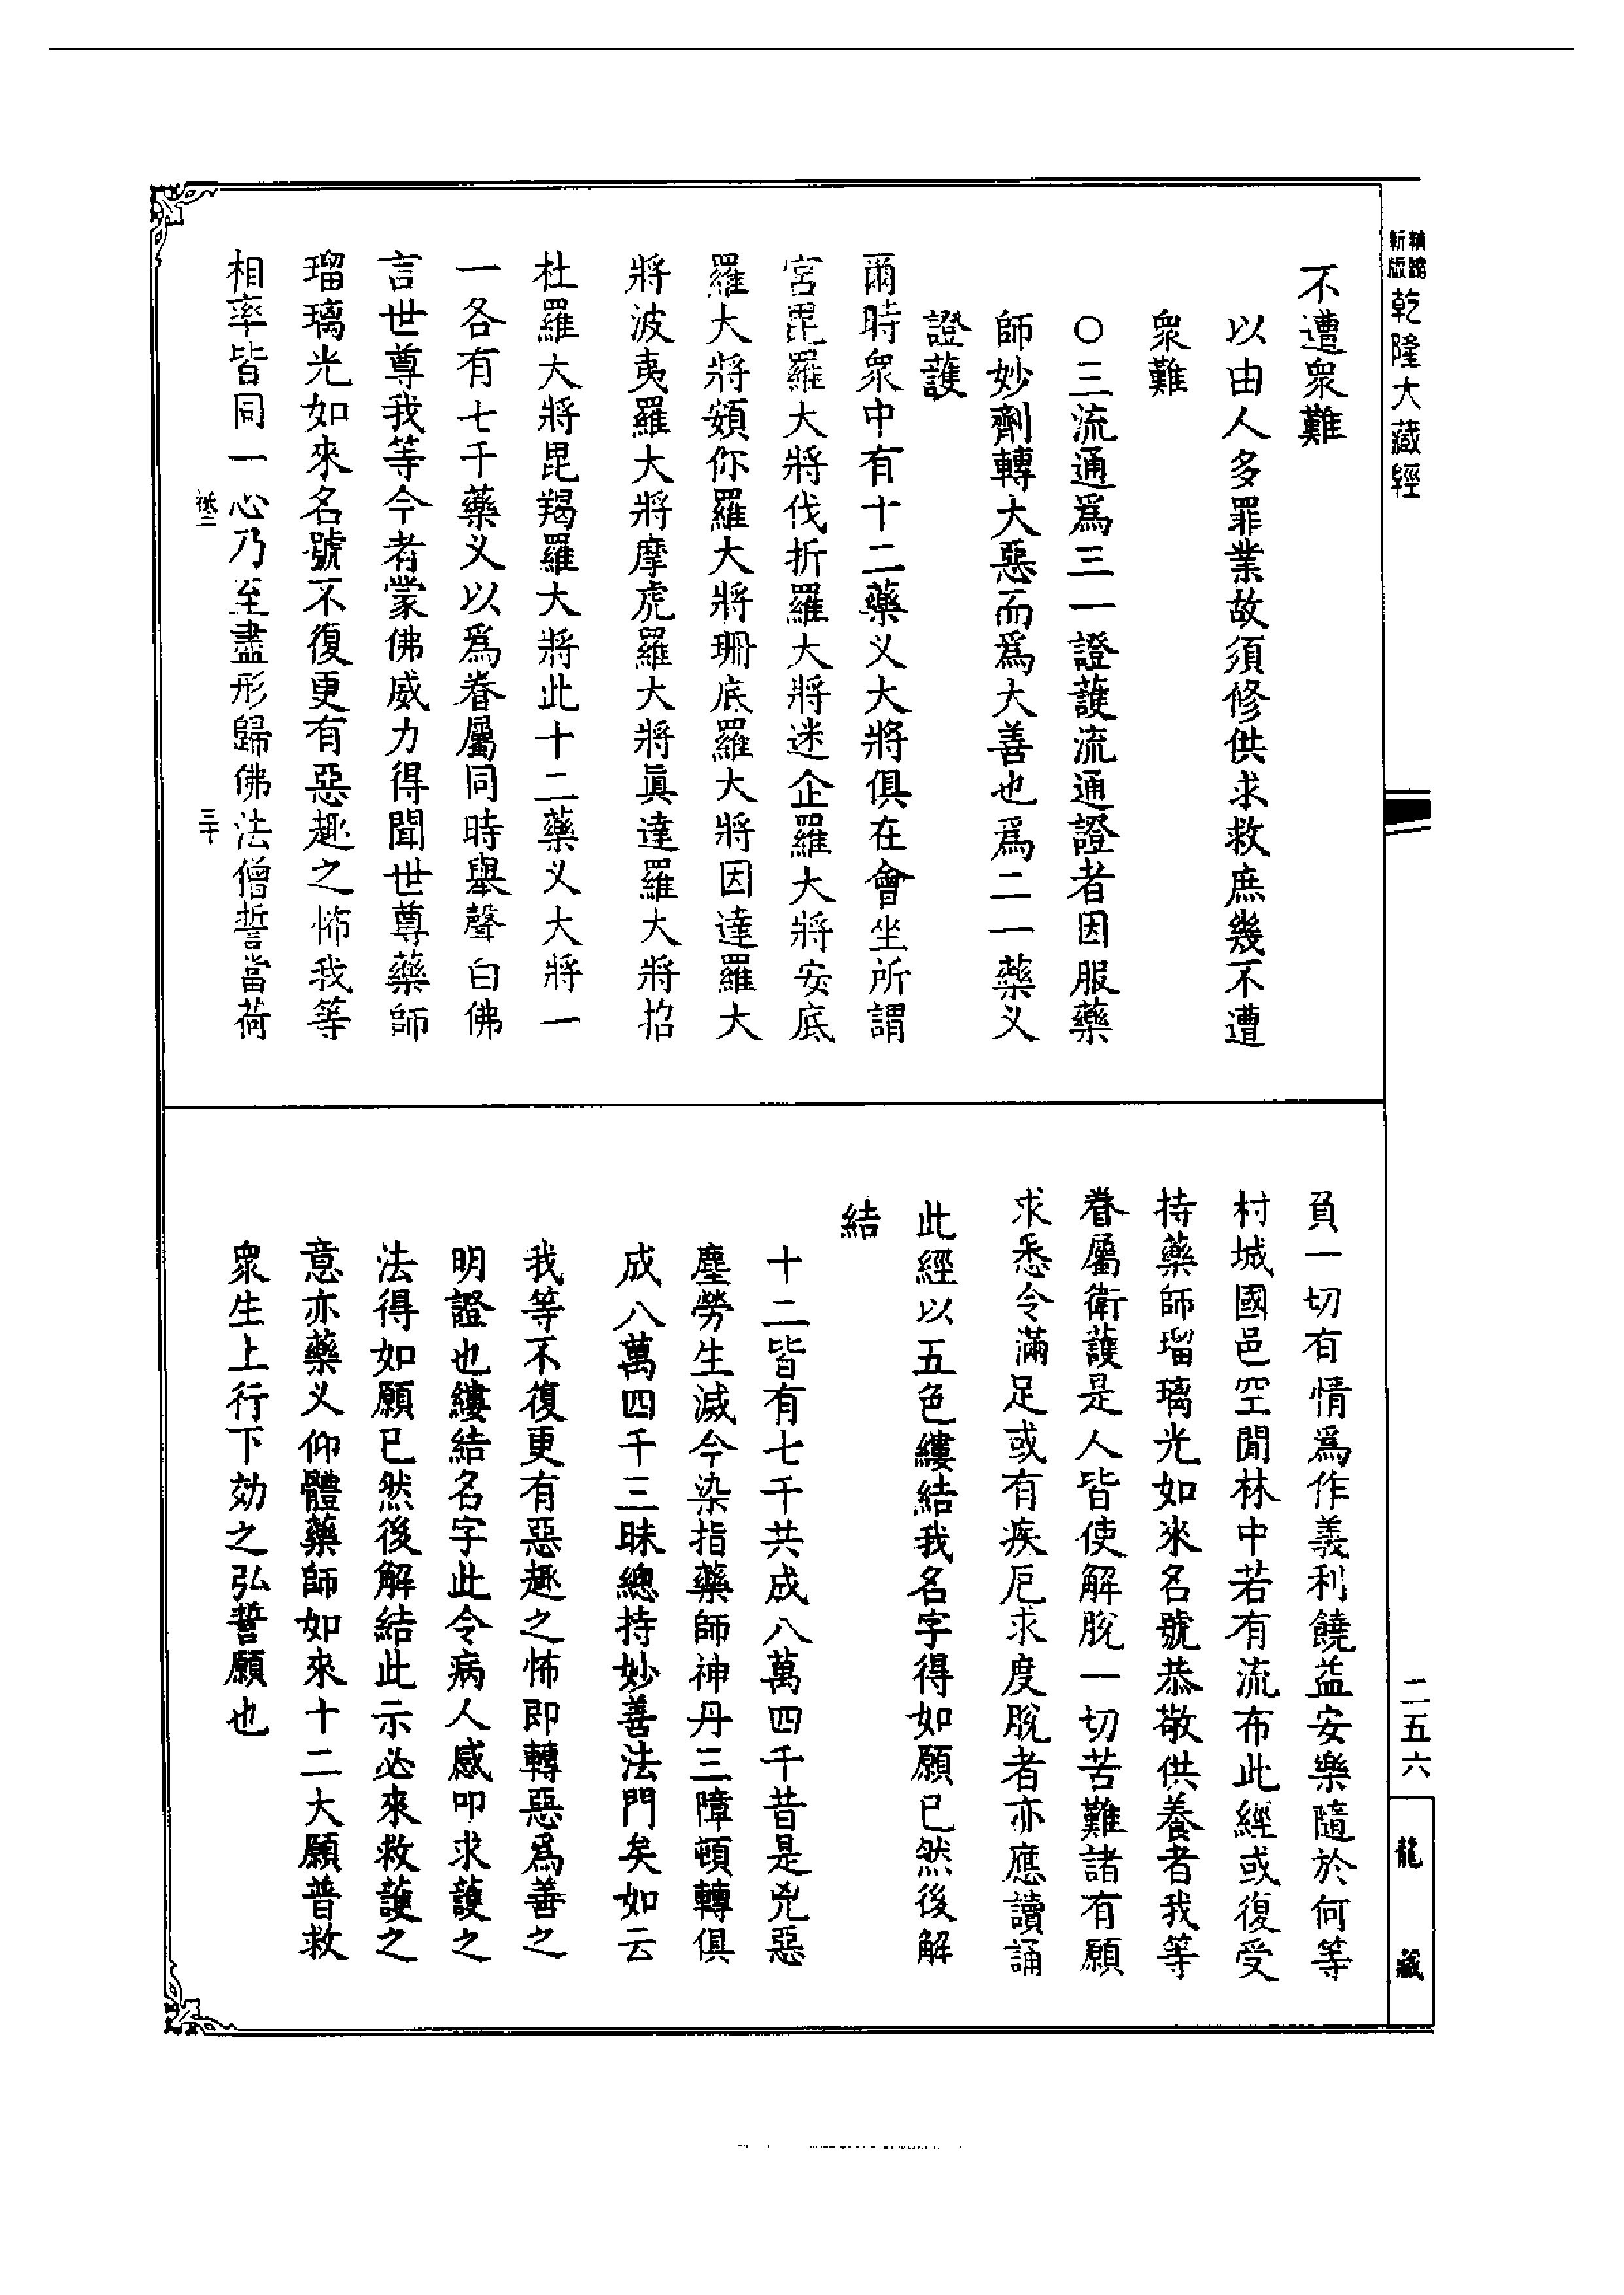 新版
乾隆大藏經
不遭衆難
以由人多罪業故須修供求救庶幾不遭
衆難
○三流通爲三一證護流通證者因服藥
師妙劑轉大惡而爲大善也爲二一藥义
證護
爾時衆中有十二藥义大將俱在會坐所謂
宮毘羅大將伐折羅大將迷企羅大將安底
羅大將頞你羅大將珊底羅大將因達羅大
將波夷羅大將摩虎羅大將眞達羅大將招
杜羅大將毘羯羅大將此十二藥义大將一
一各有七千藥义以爲眷屬同時舉聲白佛
言世尊我等今者蒙佛威力得聞世尊藥師
瑠璃光如來名號不復更有惡趣之怖我等
相率皆同一心乃至盡形歸佛法僧誓當荷
三十
負一切有情爲作義利饒益安樂隨於何等
村城國邑空閒林中若有流布此經或復受
持藥師瑠璃光如來名號恭敬供養者我等
眷屬衛護是人皆使解脫一切苦難諸有願
求悉令滿足或有疾厄求度脫者亦應讀誦
此經以五色縷結我名字得如願已然後解
結
十二皆有七千共成八萬四千昔是兇惡
塵勞生滅今染指藥師神丹三障頓轉俱
成八萬四千三昧總持妙善法門矣如云
我等不復更有惡趣之怖即轉惡爲善之
明證也縷結名字此令病人感叩求護之
法得如願已然後解結此示必來救護之
意亦藥义仰體藥師如來十二大願普救
衆生上行下効之弘誓願也
二五六
龍藏